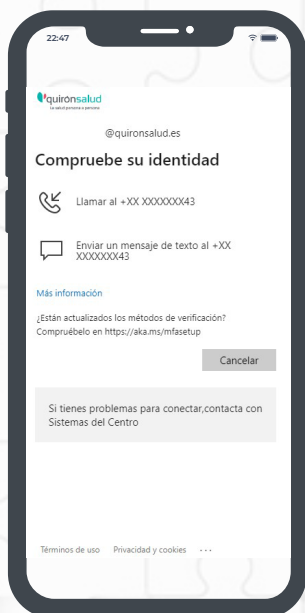 22:47
quirónsalud
La salud persona a persona
@quironsalud.es
Compruebe su identidad
Llamar al +XX XXXXXXX43
Enviar un mensaje de texto al +XX
XXXXXXX43
Más información
¿Están actualizados los métodos de verificación?
Compruébelo en https://aka.ms/mfasetup
Cancelar
Si tienes problemas para conectar,contacta con
Sistemas del Centro
Términos de uso Privacidad y cookies ...